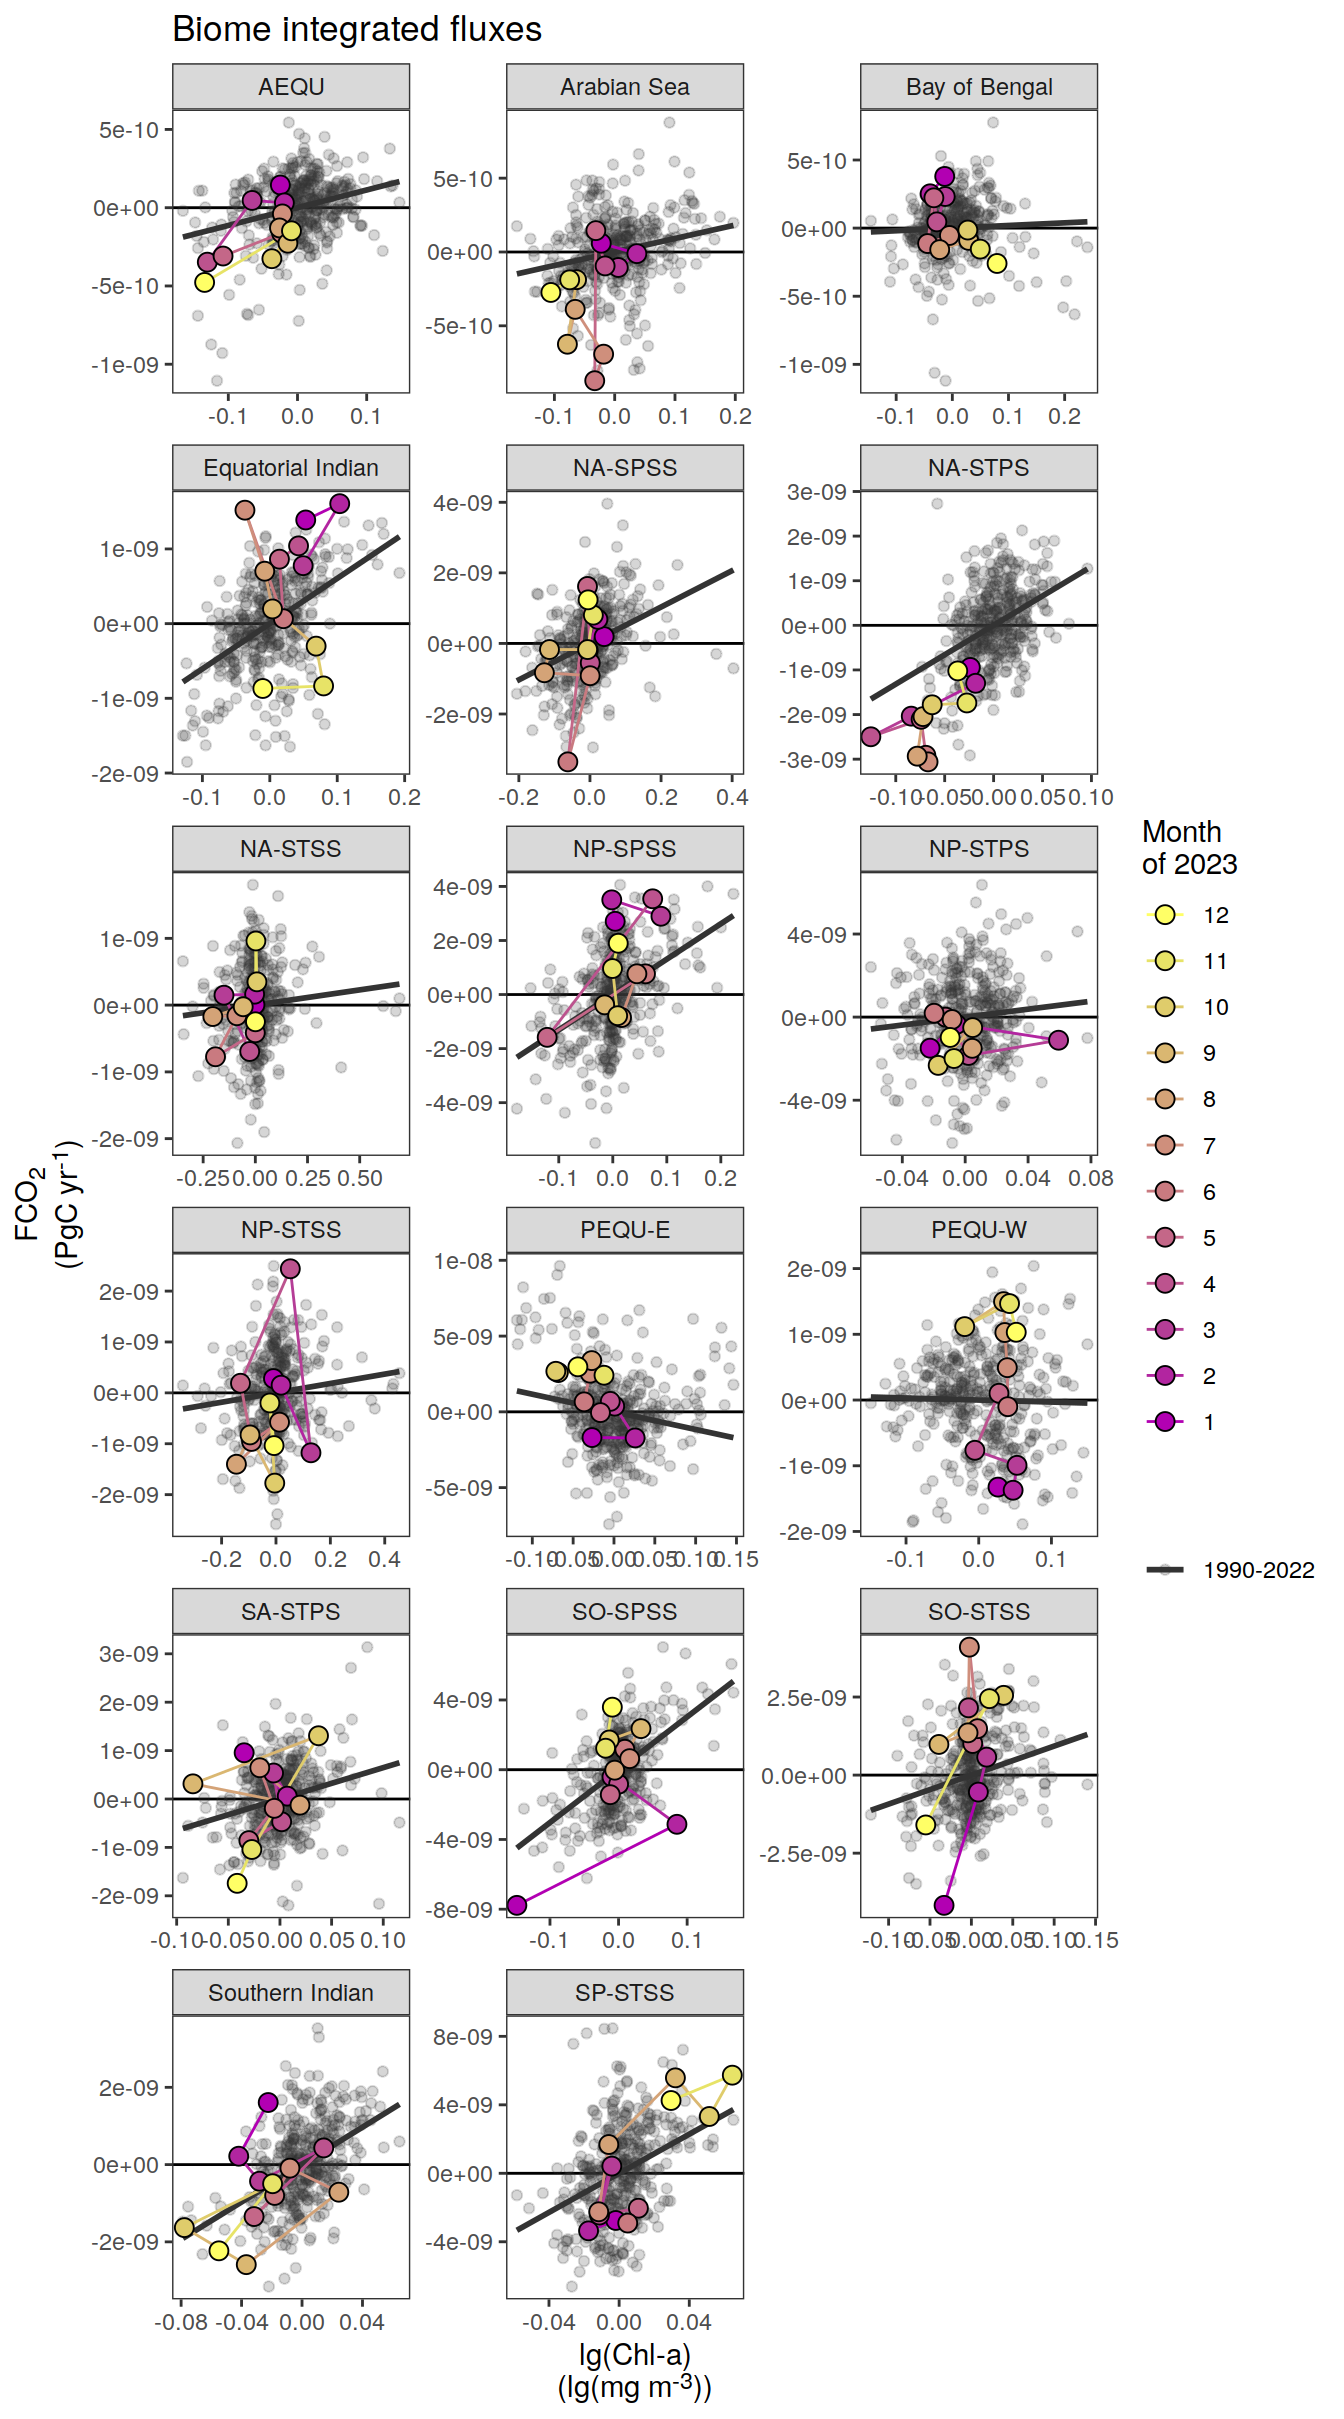 Biome integrated fluxes
AEQU
Arabian Sea
Bay of Bengal
5e-10
0e+00
-5e-10
-1e-09
-0.1 0.0 0.1
5e-10
0e+00
-5e-10
-0.1 0.0 0.1 0.2
5e-10
0e+00
-5e-10
-1e-09
-0.1 0.0 0.1 0.2
Equatorial Indian
NA-SPSS
NA-STPS
1e-09
0e+00
-1e-09
-2e-09
-0.1 0.0 0.1 0.2
4e-09
2e-09
0e+00
-2e-09
-0.2 0.0 0.2 0.4
3e-09
2e-09
1e-09
0e+00
-1e-09
-2e-09
-3e-09
-0.10 -0.05 0.00 0.05 0.10
NA-STSS
NP-SPSS
NP-STPS
1e-09
0e+00
-1e-09
-2e-09
-0.25 0.00 0.25 0.50
4e-09
2e-09
0e+00
-2e-09
-4e-09
-0.1 0.0 0.1 0.2
4e-09
0e+00
-4e-09
-0.04 0.00 0.04 0.08
NP-STSS
PEQU-E
PEQU-W
2e-09
1e-09
0e+00
-1e-09
-2e-09
-0.2 0.0 0.2 0.4
1e-08
5e-09
0e+00
-5e-09
-0.10 -0.05 0.00 0.05 0.10 0.15
2e-09
1e-09
0e+00
-1e-09
-2e-09
-0.1 0.0 0.1
SA-STPS
SO-SPSS
SO-STSS
3e-09
2e-09
1e-09
0e+00
-1e-09
-2e-09
-0.10 -0.05 0.00 0.05 0.10
4e-09
0e+00
-4e-09
-8e-09
-0.1 0.0 0.1
2.5e-09
0.0e+00
-2.5e-09
-0.10 -0.05 0.00 0.05 0.10 0.15
Southern Indian
SP-STSS
2e-09
0e+00
-2e-09
-0.08 -0.04 0.00 0.04
8e-09
4e-09
0e+00
-4e-09
-0.04 0.00 0.04
FCO2
(PgC yr-1)
lg(Chl-a)
(lg(mg m-3))
Month
of 2023
12
11
10
9
8
7
6
5
4
3
2
1
1990-2022